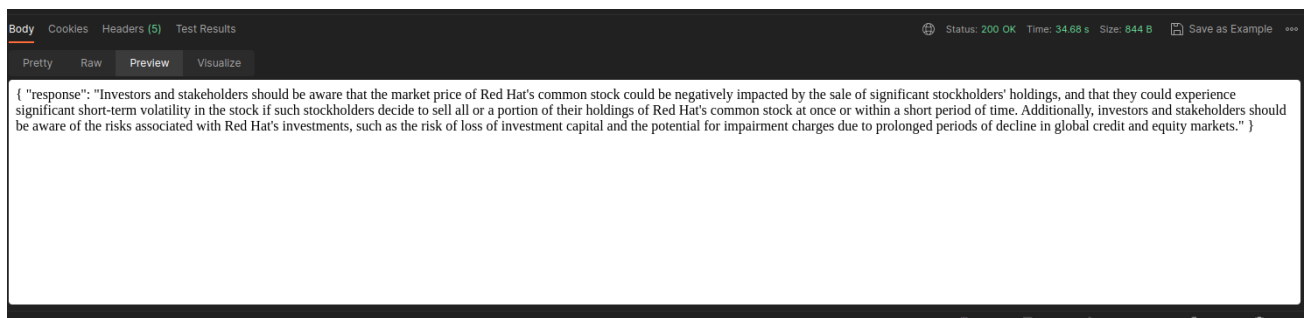 Body Cookies Headers (5) Test Results Status: 200 OK Time: 34.68 s Size: 844 B Save as Example
Pretty Raw Preview Visualize
{ "response": "Investors and stakeholders should be aware that the market price of Red Hat's common stock could be negatively impacted by the sale of significant stockholders' holdings, and that they could experience
significant short-term volatility in the stock if such stockholders decide to sell all or a portion of their holdings of Red Hat's common stock at once or within a short period of time. Additionally, investors and stakeholders should
be aware of the risks associated with Red Hat's investments, such as the risk of loss of investment capital and the potential for impairment charges due to prolonged periods of decline in global credit and equity markets." }